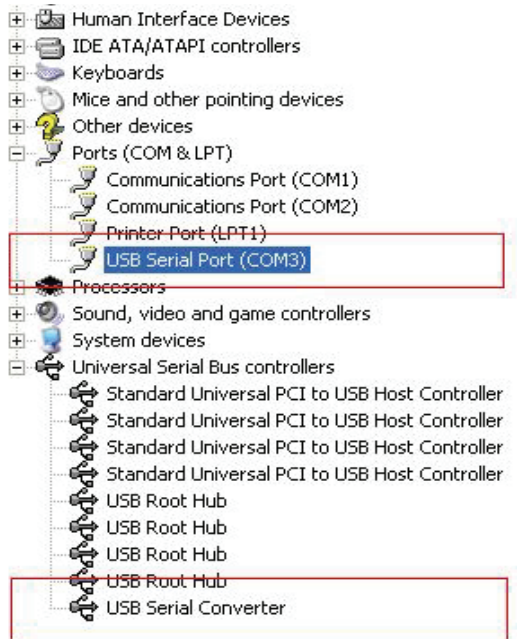 Human Interface Devices
IDE ATA/ATAPI controllers
Keyboards
Mice and other pointing devices
Other devices
Ports (COM & LPT)
Communications Port (COM1)
Communications Port (COM2)
Printer Port (LPT1)
USB Serial Port (COM3)
Processors
Sound, video and game controllers
System devices
Universal Serial Bus controllers
Standard Universal PCI to USB Host Controller
Standard Universal PCI to USB Host Controller
Standard Universal PCI to USB Host Controller
Standard Universal PCI to USB Host Controller
USB Root Hub
USB Root Hub
USB Root Hub
USB Root Hub
USB Serial Converter